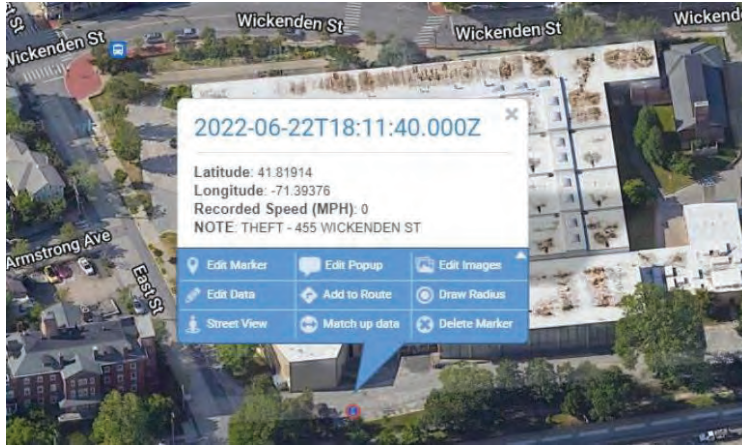 Wickenden St
Wickenden St
Wickenden St
Wickend
2022-06-22T18:11:40.000Z
Latitude: 41.81914
Longitude: -71.39376
Recorded Speed (MPH): 0
NOTE: THEFT - 455 WICKENDEN ST
Edit Marker Edit Popup Edit Images
Edit Data Add to Route Draw Radius
Street View Match up data Delete Marker
Armstrong Ave
East St